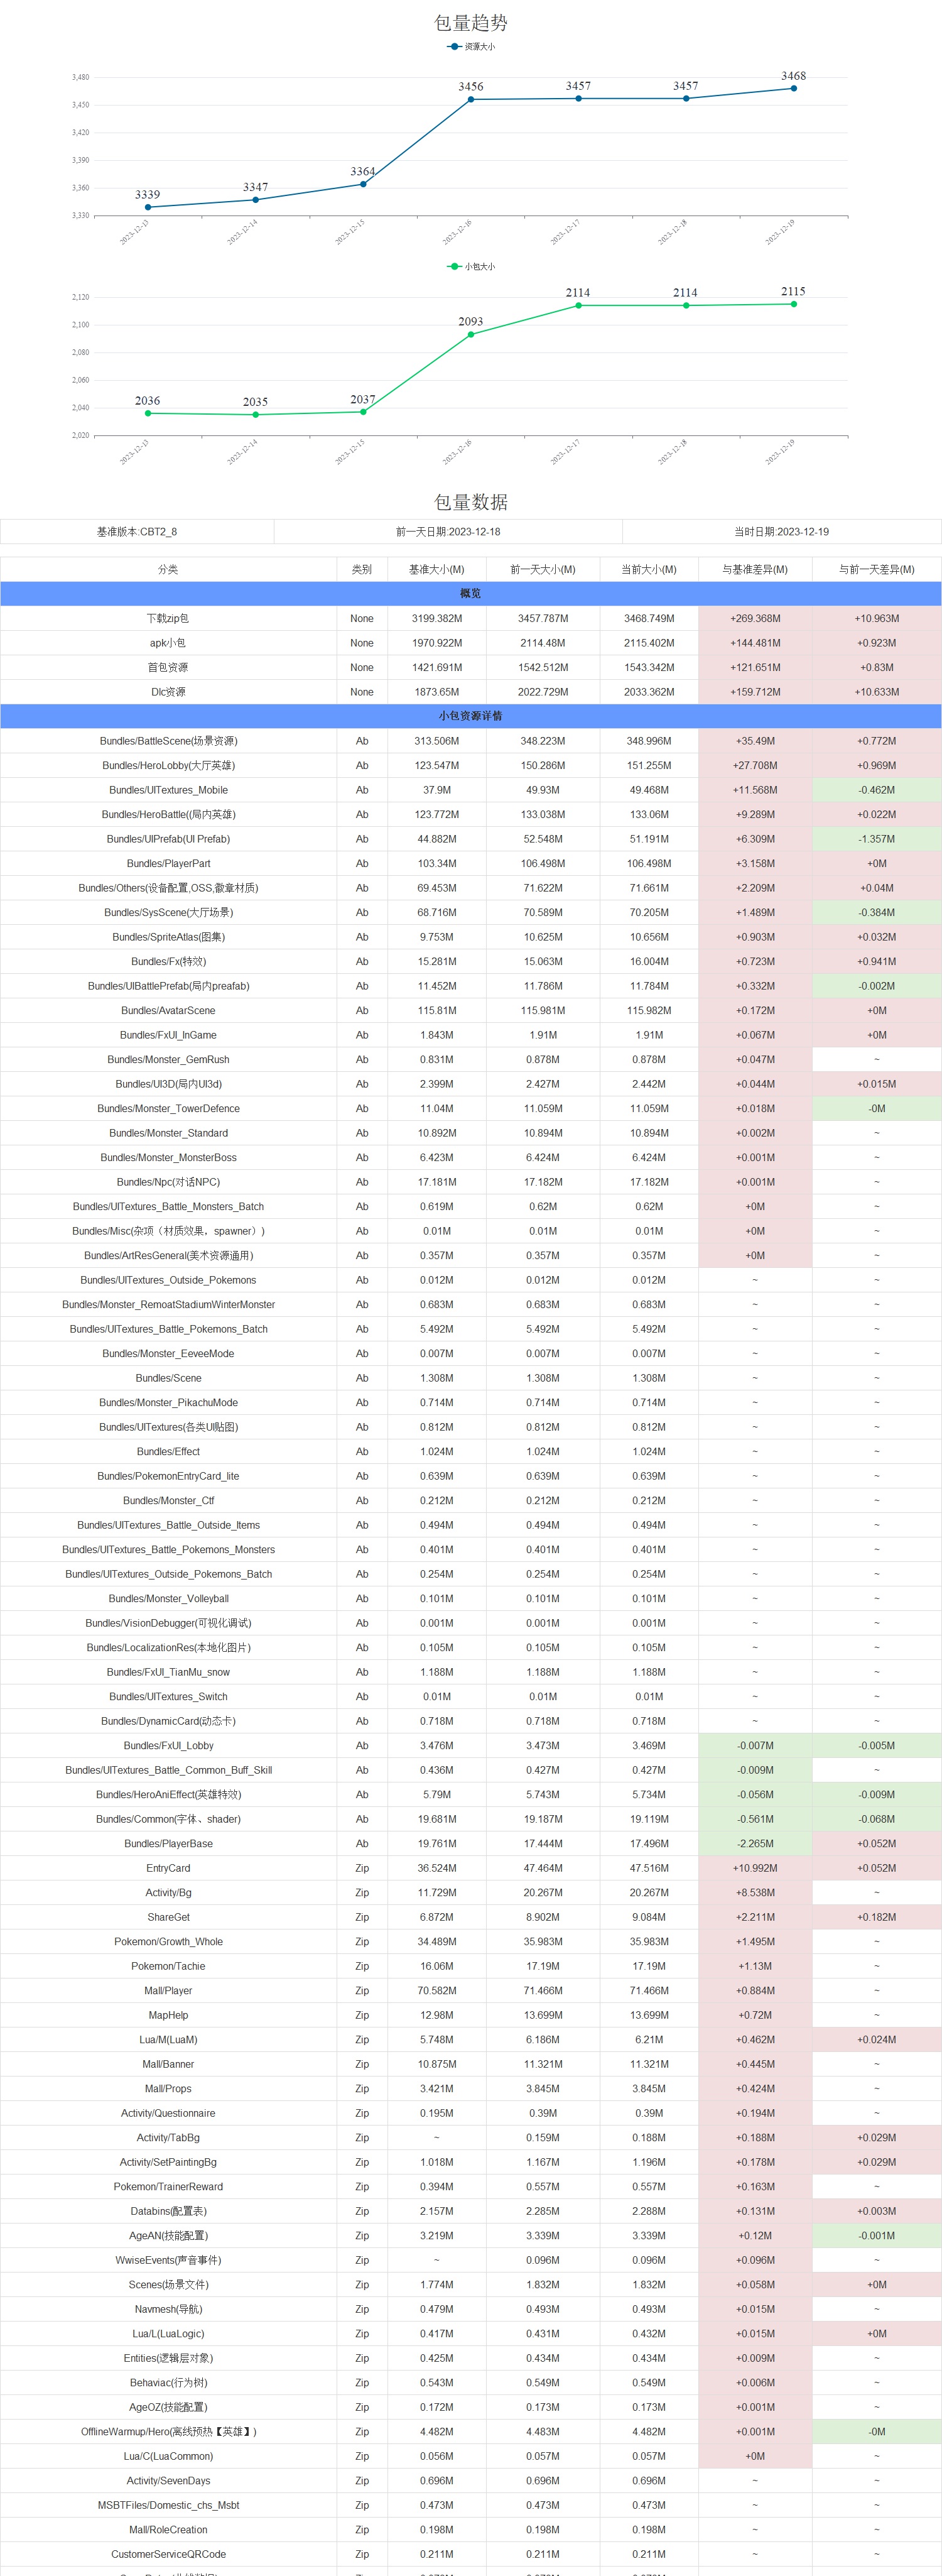 包量趋势
资源大小
3,480
3,450
3,420
3,390
3,360
3,330
3339
3347
3364
3456
3457
3457
3468
2023-12-13
2023-12-14
2023-12-15
2023-12-16
2023-12-17
2023-12-18
2023-12-19
小包大小
2,120
2,100
2,080
2,060
2,040
2,020
2036
2035
2037
2093
2114
2114
2115
2023-12-13
2023-12-14
2023-12-15
2023-12-16
2023-12-17
2023-12-18
2023-12-19
包量数据
基准版本:CBT2_8 前一天日期:2023-12-18 当时日期:2023-12-19
分类 类别 基准大小(M) 前一天大小(M) 当前大小(M) 与基准差异(M) 与前一天差异(M)
概览
下载zip包 None 3199.382M 3457.787M 3468.749M +269.368M +10.963M
apk小包 None 1970.922M 2114.48M 2115.402M +144.481M +0.923M
首包资源 None 1421.691M 1542.512M 1543.342M +121.651M +0.83M
Dlc资源 None 1873.65M 2022.729M 2033.362M +159.712M +10.633M
小包资源详情
Bundles/BattleScene(场景资源) Ab 313.506M 348.223M 348.996M +35.49M +0.772M
Bundles/HeroLobby(大厅英雄) Ab 123.547M 150.286M 151.255M +27.708M +0.969M
Bundles/UITextures_Mobile Ab 37.9M 49.93M 49.468M +11.568M -0.462M
Bundles/HeroBattle((局内英雄) Ab 123.772M 133.038M 133.06M +9.289M +0.022M
Bundles/UIPrefab(UI Prefab) Ab 44.882M 52.548M 51.191M +6.309M -1.357M
Bundles/PlayerPart Ab 103.34M 106.498M 106.498M +3.158M +0M
Bundles/Others(设备配置,OSS,徽章材质) Ab 69.453M 71.622M 71.661M +2.209M +0.04M
Bundles/SysScene(大厅场景) Ab 68.716M 70.589M 70.205M +1.489M -0.384M
Bundles/SpriteAtlas(图集) Ab 9.753M 10.625M 10.656M +0.903M +0.032M
Bundles/Fx(特效) Ab 15.281M 15.063M 16.004M +0.723M +0.941M
Bundles/UIBattlePrefab(局内preafab) Ab 11.452M 11.786M 11.784M +0.332M -0.002M
Bundles/AvatarScene Ab 115.81M 115.981M 115.982M +0.172M +0M
Bundles/FxUI_InGame Ab 1.843M 1.91M 1.91M +0.067M +0M
Bundles/Monster_GemRush Ab 0.831M 0.878M 0.878M +0.047M ~
Bundles/UI3D(局内UI3d) Ab 2.399M 2.427M 2.442M +0.044M +0.015M
Bundles/Monster_TowerDefence Ab 11.04M 11.059M 11.059M +0.018M -0M
Bundles/Monster_Standard Ab 10.892M 10.894M 10.894M +0.002M ~
Bundles/Monster_MonsterBoss Ab 6.423M 6.424M 6.424M +0.001M ~
Bundles/Npc(对话NPC) Ab 17.181M 17.182M 17.182M +0.001M ~
Bundles/UITextures_Battle_Monsters_Batch Ab 0.619M 0.62M 0.62M +0M ~
Bundles/Misc(杂项（材质效果，spawner）) Ab 0.01M 0.01M 0.01M +0M ~
Bundles/ArtResGeneral(美术资源通用) Ab 0.357M 0.357M 0.357M +0M ~
Bundles/UITextures_Outside_Pokemons Ab 0.012M 0.012M 0.012M ~ ~
Bundles/Monster_RemoatStadiumWinterMonster Ab 0.683M 0.683M 0.683M ~ ~
Bundles/UITextures_Battle_Pokemons_Batch Ab 5.492M 5.492M 5.492M ~ ~
Bundles/Monster_EeveeMode Ab 0.007M 0.007M 0.007M ~ ~
Bundles/Scene Ab 1.308M 1.308M 1.308M ~ ~
Bundles/Monster_PikachuMode Ab 0.714M 0.714M 0.714M ~ ~
Bundles/UITextures(各类UI贴图) Ab 0.812M 0.812M 0.812M ~ ~
Bundles/Effect Ab 1.024M 1.024M 1.024M ~ ~
Bundles/PokemonEntryCard_lite Ab 0.639M 0.639M 0.639M ~ ~
Bundles/Monster_Ctf Ab 0.212M 0.212M 0.212M ~ ~
Bundles/UITextures_Battle_Outside_Items Ab 0.494M 0.494M 0.494M ~ ~
Bundles/UITextures_Battle_Pokemons_Monsters Ab 0.401M 0.401M 0.401M ~ ~
Bundles/UITextures_Outside_Pokemons_Batch Ab 0.254M 0.254M 0.254M ~ ~
Bundles/Monster_Volleyball Ab 0.101M 0.101M 0.101M ~ ~
Bundles/VisionDebugger(可视化调试) Ab 0.001M 0.001M 0.001M ~ ~
Bundles/LocalizationRes(本地化图片) Ab 0.105M 0.105M 0.105M ~ ~
Bundles/FxUI_TianMu_snow Ab 1.188M 1.188M 1.188M ~ ~
Bundles/UITextures_Switch Ab 0.01M 0.01M 0.01M ~ ~
Bundles/DynamicCard(动态卡) Ab 0.718M 0.718M 0.718M ~ ~
Bundles/FxUI_Lobby Ab 3.476M 3.473M 3.469M -0.007M -0.005M
Bundles/UITextures_Battle_Common_Buff_Skill Ab 0.436M 0.427M 0.427M -0.009M ~
Bundles/HeroAniEffect(英雄特效) Ab 5.79M 5.743M 5.734M -0.056M -0.009M
Bundles/Common(字体、shader) Ab 19.681M 19.187M 19.119M -0.561M -0.068M
Bundles/PlayerBase Ab 19.761M 17.444M 17.496M -2.265M +0.052M
EntryCard Zip 36.524M 47.464M 47.516M +10.992M +0.052M
Activity/Bg Zip 11.729M 20.267M 20.267M +8.538M ~
ShareGet Zip 6.872M 8.902M 9.084M +2.211M +0.182M
Pokemon/Growth_Whole Zip 34.489M 35.983M 35.983M +1.495M ~
Pokemon/Tachie Zip 16.06M 17.19M 17.19M +1.13M ~
Mall/Player Zip 70.582M 71.466M 71.466M +0.884M ~
MapHelp Zip 12.98M 13.699M 13.699M +0.72M ~
Lua/M(LuaM) Zip 5.748M 6.186M 6.21M +0.462M +0.024M
Mall/Banner Zip 10.875M 11.321M 11.321M +0.445M ~
Mall/Props Zip 3.421M 3.845M 3.845M +0.424M ~
Activity/Questionnaire Zip 0.195M 0.39M 0.39M +0.194M ~
Activity/TabBg Zip ~ 0.159M 0.188M +0.188M +0.029M
Activity/SetPaintingBg Zip 1.018M 1.167M 1.196M +0.178M +0.029M
Pokemon/TrainerReward Zip 0.394M 0.557M 0.557M +0.163M ~
Databins(配置表) Zip 2.157M 2.285M 2.288M +0.131M +0.003M
AgeAN(技能配置) Zip 3.219M 3.339M 3.339M +0.12M -0.001M
WwiseEvents(声音事件) Zip ~ 0.096M 0.096M +0.096M ~
Scenes(场景文件) Zip 1.774M 1.832M 1.832M +0.058M +0M
Navmesh(导航) Zip 0.479M 0.493M 0.493M +0.015M ~
Lua/L(LuaLogic) Zip 0.417M 0.431M 0.432M +0.015M +0M
Entities(逻辑层对象) Zip 0.425M 0.434M 0.434M +0.009M ~
Behaviac(行为树) Zip 0.543M 0.549M 0.549M +0.006M ~
AgeOZ(技能配置) Zip 0.172M 0.173M 0.173M +0.001M ~
OfflineWarmup/Hero(离线预热【英雄】) Zip 4.482M 4.483M 4.482M +0.001M -0M
Lua/C(LuaCommon) Zip 0.056M 0.057M 0.057M +0M ~
Activity/SevenDays Zip 0.696M 0.696M 0.696M ~ ~
MSBTFiles/Domestic_chs_Msbt Zip 0.473M 0.473M 0.473M ~ ~
Mall/RoleCreation Zip 0.198M 0.198M 0.198M ~ ~
CustomerServiceQRCode Zip 0.211M 0.211M 0.211M ~ ~